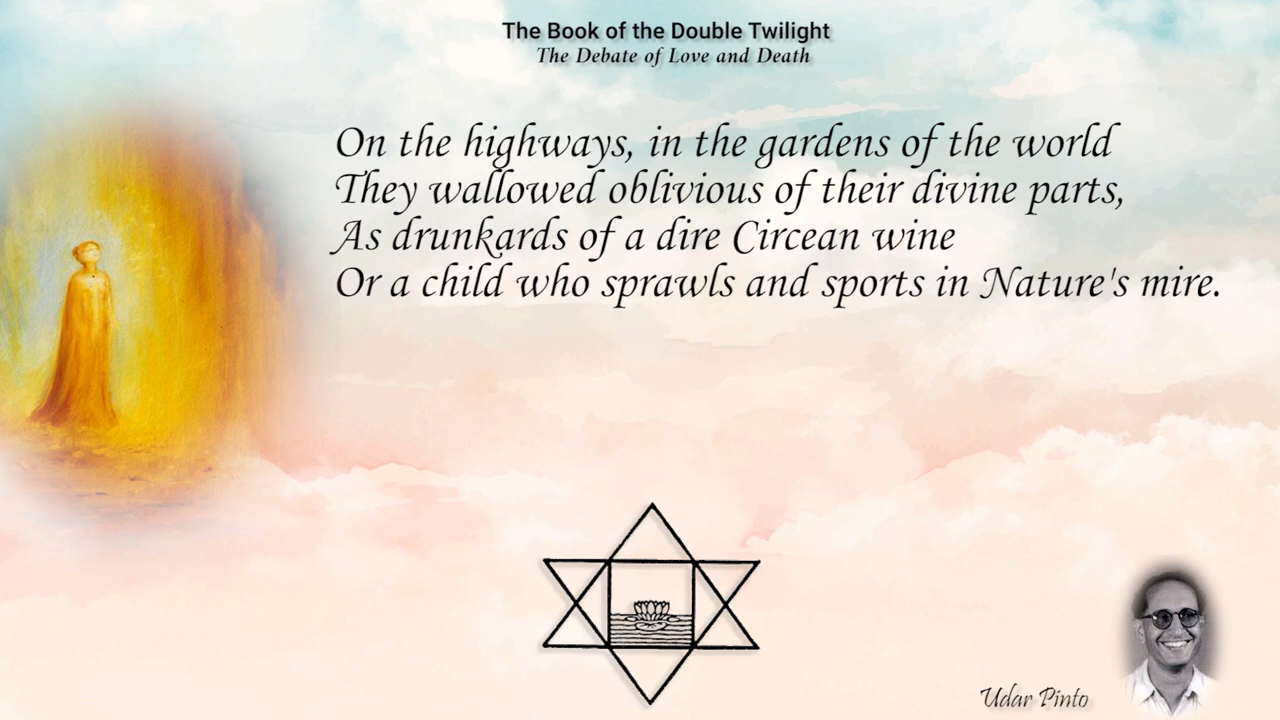 The Book of the Double Twilight
The Debate of Love and Death
On the highways, in the gardens of the world
They wallowed oblivious of their divine parts,
As drunkards of a dire Circean wine
Or a child who sprawls and sports in Nature's mire.
Udar Pinto